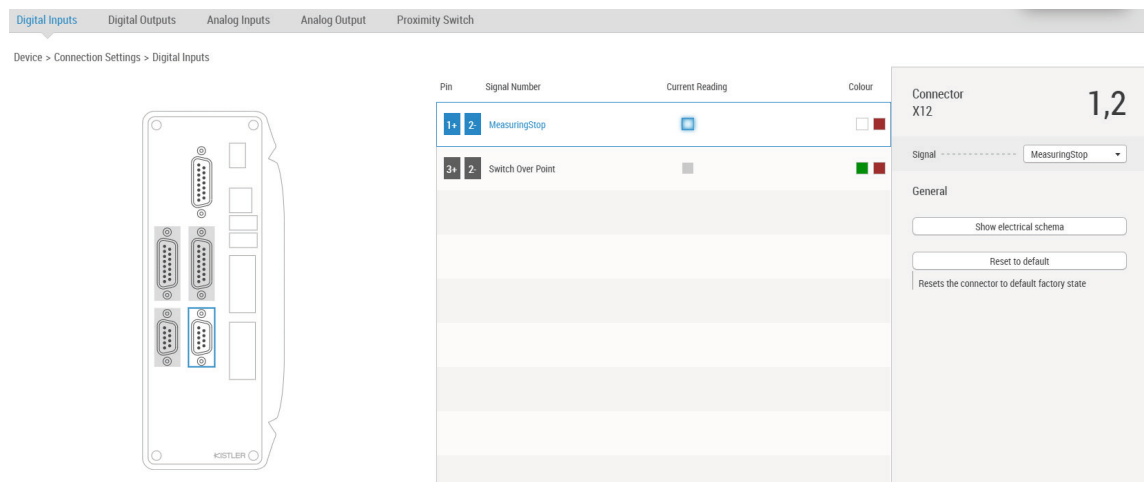 Digital Inputs Digital Outputs Analog Inputs Analog Output Proximity Switch
Device > Connection Settings > Digital Inputs
Pin Signal Number Current Reading Colour
1+ 2- MeasuringStop
3+ 2- Switch Over Point
KISTLER
Connector
X12
1,2
Signal MeasuringStop
General
Show electrical schema
Reset to default
Resets the connector to default factory state